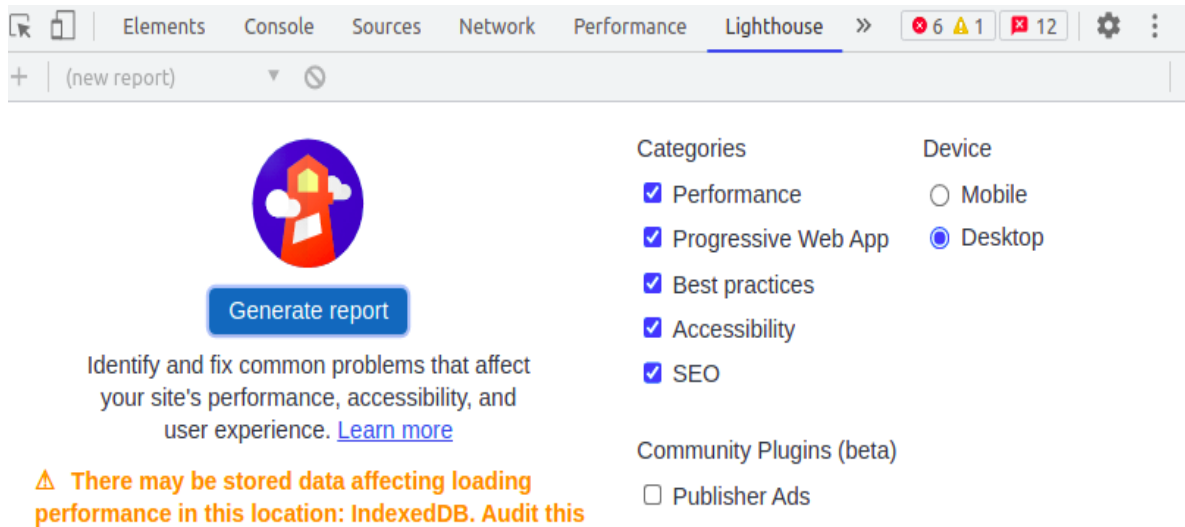 Elements Console Sources Network Performance Lighthouse » 6 1 12
+ (new report)
Categories
Performance
Progressive Web App
Best practices
Accessibility
SEO
Device
Mobile
Desktop
Generate report
Identify and fix common problems that affect
your site's performance, accessibility, and
user experience. Learn more
⚠ There may be stored data affecting loading
performance in this location: IndexedDB. Audit this
Community Plugins (beta)
Publisher Ads